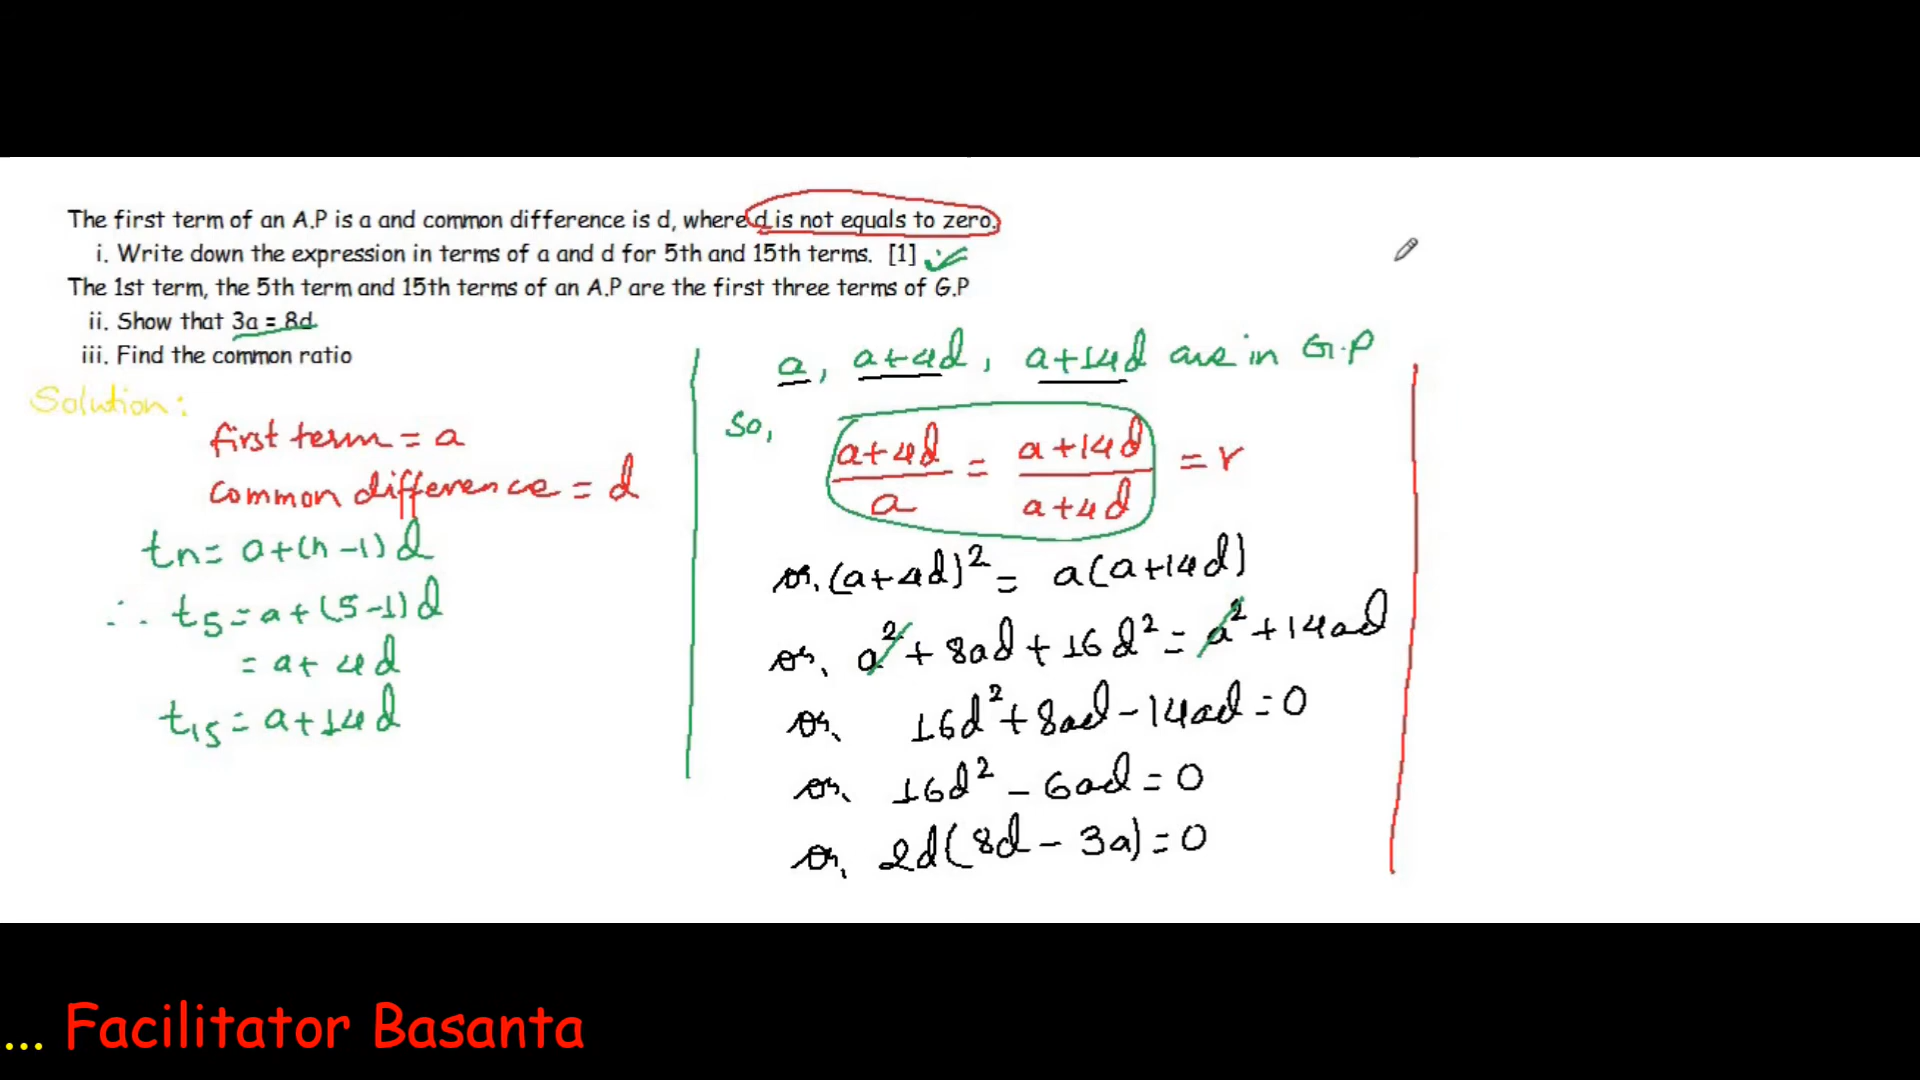 The first term of an A.P is a and common difference is d, where d is not equals to zero.
i. Write down the expression in terms of a and d for 5th and 15th terms. [1]
The 1st term, the 5th term and 15th terms of an A.P are the first three terms of G.P
ii. Show that 3a = 8d
iii. Find the common ratio
Solution:
first term = a
common difference = d
tn = a+(n-1)d
∴ t5 = a+(5-1)d
= a+4d
t15 = a+14d
a, a+4d, a+14d are in G.P
So,
(a+4d)/a = (a+14d)/(a+4d) = r
or, (a+4d)² = a(a+14d)
or, a² + 8ad + 16d² = a² + 14ad
or, 16d² + 8ad - 14ad = 0
or, 16d² - 6ad = 0
or, 2d(8d - 3a) = 0
... Facilitator Basanta